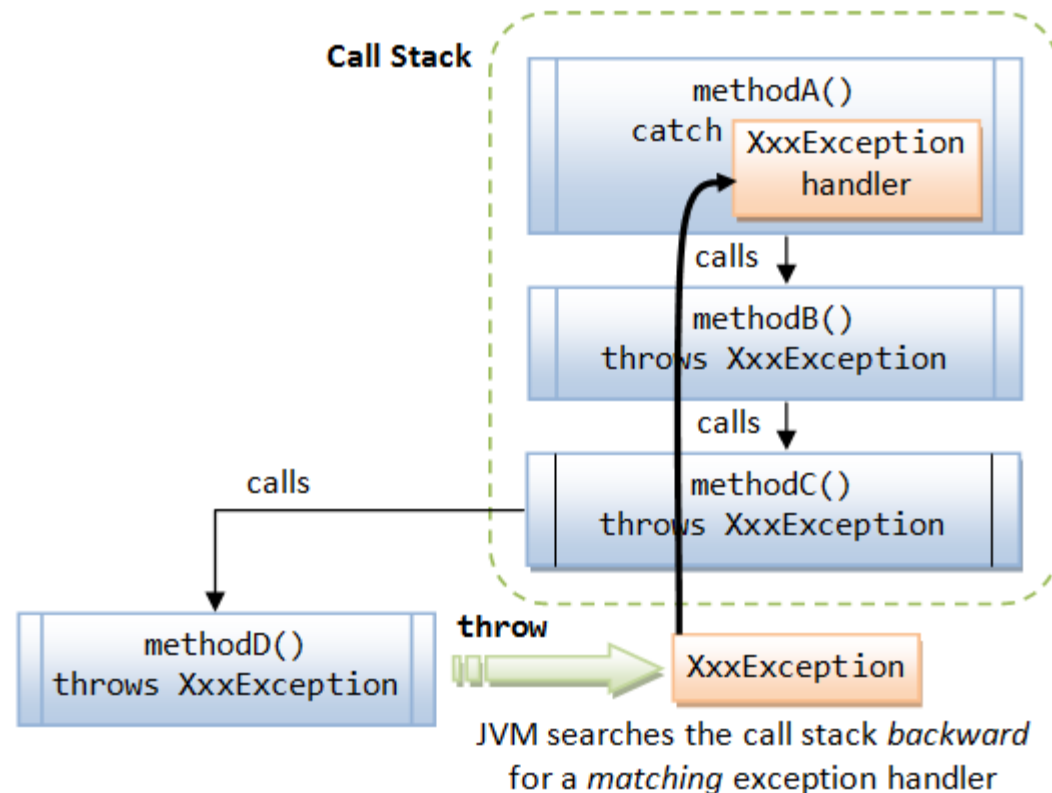 Call Stack
methodA()
catch
XxxException
handler
calls
methodB()
throws XxxException
calls
methodC()
throws XxxException
calls
methodD()
throws XxxException
throw
XxxException
JVM searches the call stack backward
for a matching exception handler